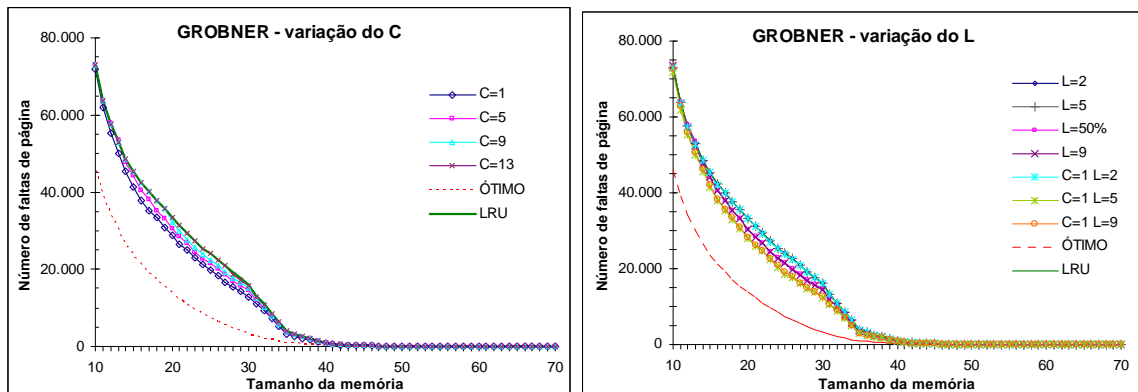 GROBNER - variação do C
80.000
60.000
40.000
20.000
0
10
20
30
40
50
60
70
Número de faltas de página
Tamanho da memória
C=1
C=5
C=9
C=13
ÓTIMO
LRU
GROBNER - variação do L
80.000
60.000
40.000
20.000
0
10
20
30
40
50
60
70
Número de faltas de página
Tamanho da memória
L=2
L=5
L=50%
L=9
C=1 L=2
C=1 L=5
C=1 L=9
ÓTIMO
LRU